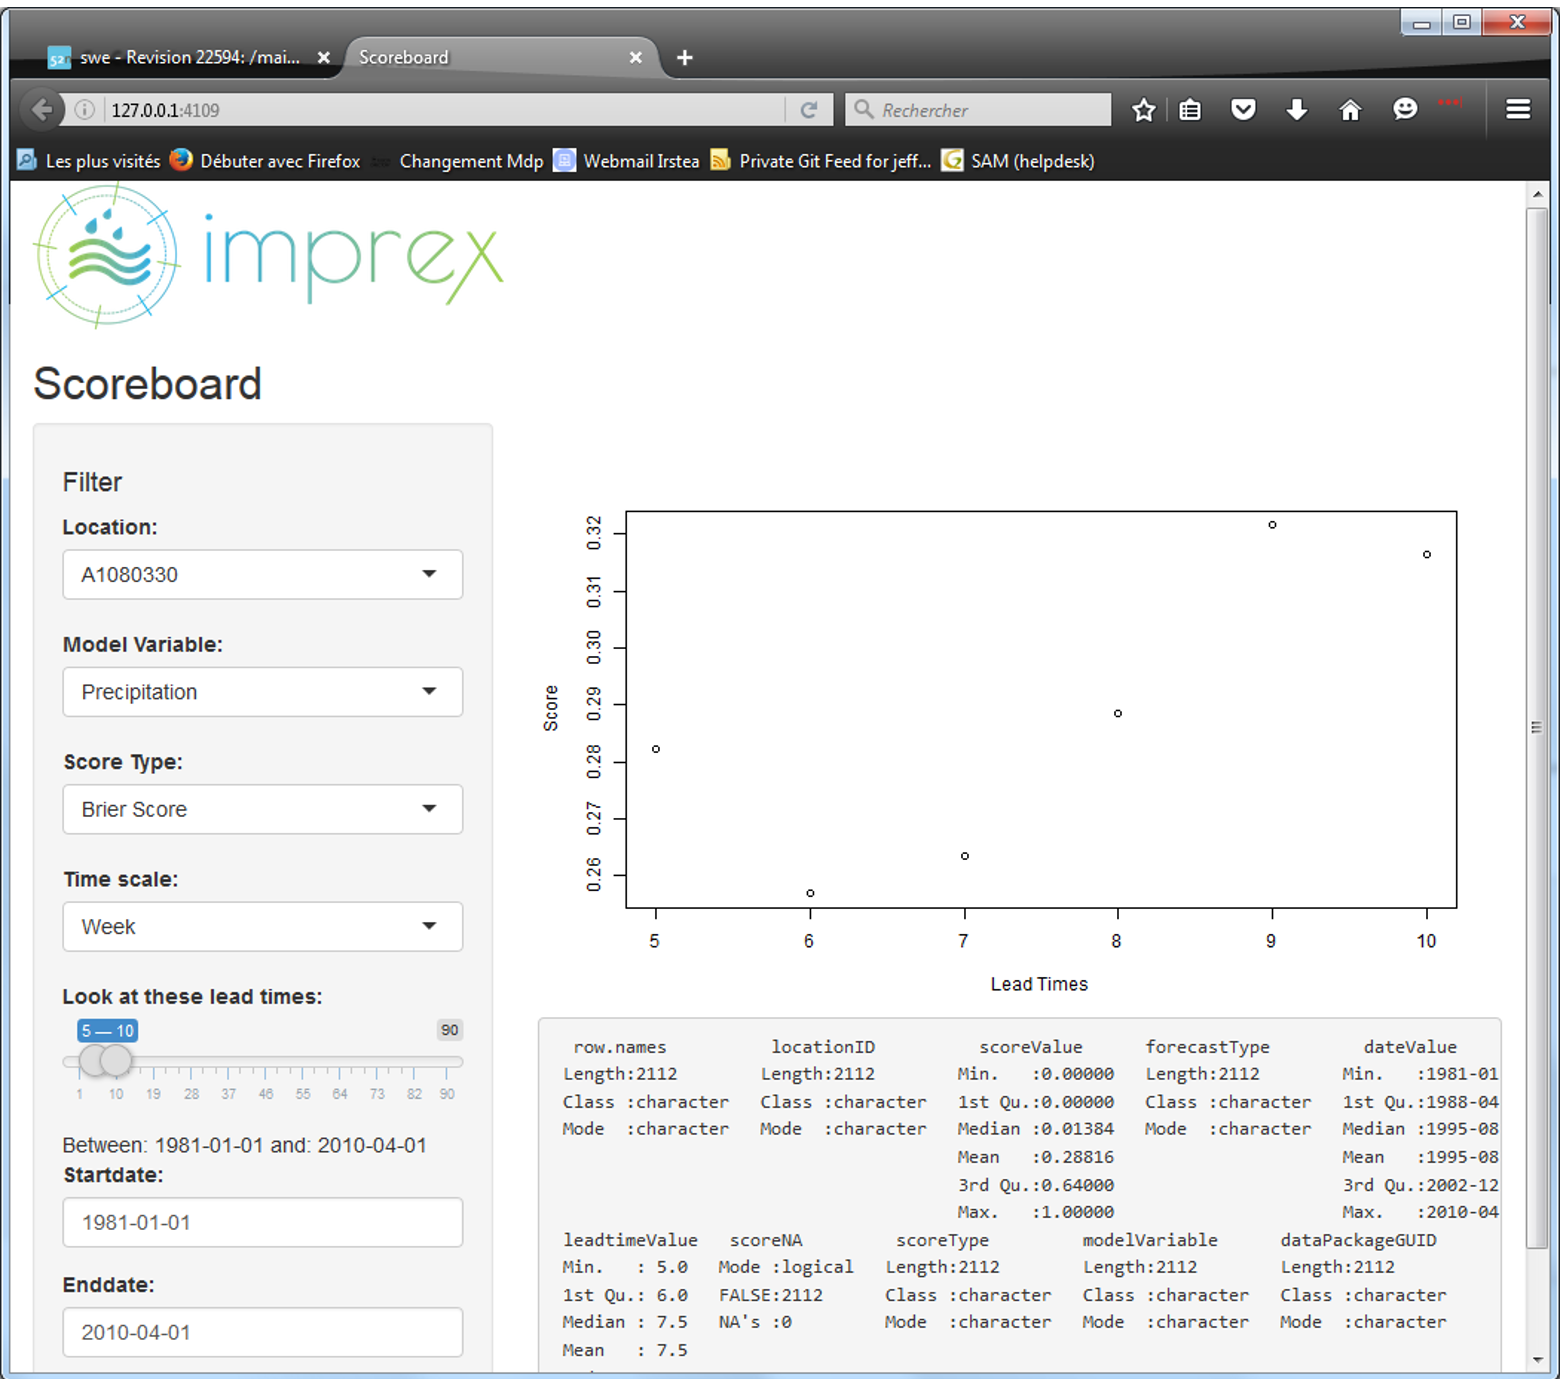 swe - Revision 22594: /mai... Scoreboard
127.0.0.1:4109 Rechercher
Les plus visités Débuter avec Firefox Changement Mdp Webmail Irstea Private Git Feed for jeff... SAM (helpdesk)
imprex
Scoreboard
Filter
Location:
A1080330
Model Variable:
Precipitation
Score Type:
Brier Score
Time scale:
Week
Look at these lead times:
5 — 10 90
1 10 19 28 37 46 55 64 73 82 90
Between: 1981-01-01 and: 2010-04-01
Startdate:
1981-01-01
Enddate:
2010-04-01
0.32
0.31
0.30
0.29
0.28
0.27
0.26
Score
5 6 7 8 9 10
Lead Times
row.names locationID scoreValue forecastType dateValue
Length:2112 Length:2112 Min. :0.00000 Length:2112 Min. :1981-01
Class :character Class :character 1st Qu.:0.00000 Class :character 1st Qu.:1988-04
Mode :character Mode :character Median :0.01384 Mode :character Median :1995-08
Mean :0.28816 Mean :1995-08
3rd Qu.:0.64000 3rd Qu.:2002-12
Max. :1.00000 Max. :2010-04
leadtimeValue scoreNA scoreType modelVariable dataPackageGUID
Min. : 5.0 Mode :logical Length:2112 Length:2112 Length:2112
1st Qu.: 6.0 FALSE:2112 Class :character Class :character Class :character
Median : 7.5 NA's :0 Mode :character Mode :character Mode :character
Mean : 7.5